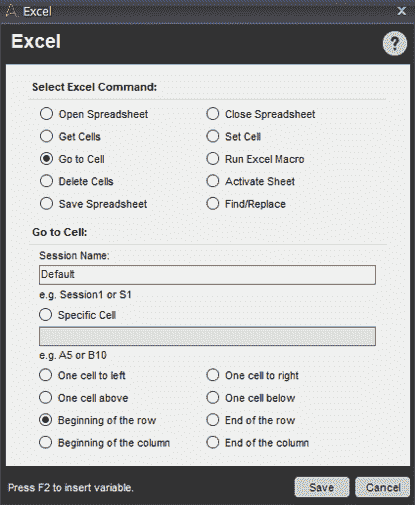 Excel
Excel
?
Select Excel Command:
Open Spreadsheet Close Spreadsheet
Get Cells Set Cell
Go to Cell Run Excel Macro
Delete Cells Activate Sheet
Save Spreadsheet Find/Replace
Go to Cell:
Session Name:
Default
e.g. Session1 or S1
Specific Cell
e.g. A5 or B10
One cell to left One cell to right
One cell above One cell below
Beginning of the row End of the row
Beginning of the column End of the column
Press F2 to insert variable. Save Cancel